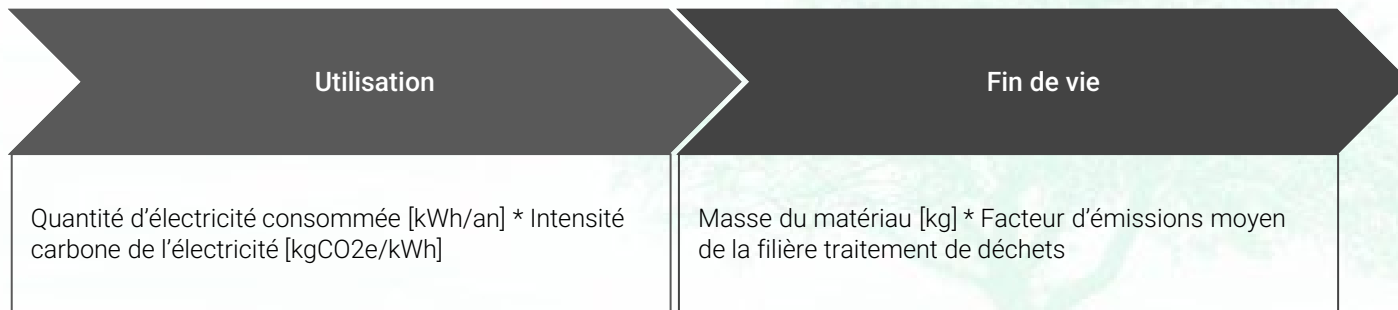 Utilisation
Fin de vie
Quantité d’électricité consommée [kWh/an] * Intensité
carbone de l’électricité [kgCO2e/kWh]
Masse du matériau [kg] * Facteur d’émissions moyen
de la filière traitement de déchets